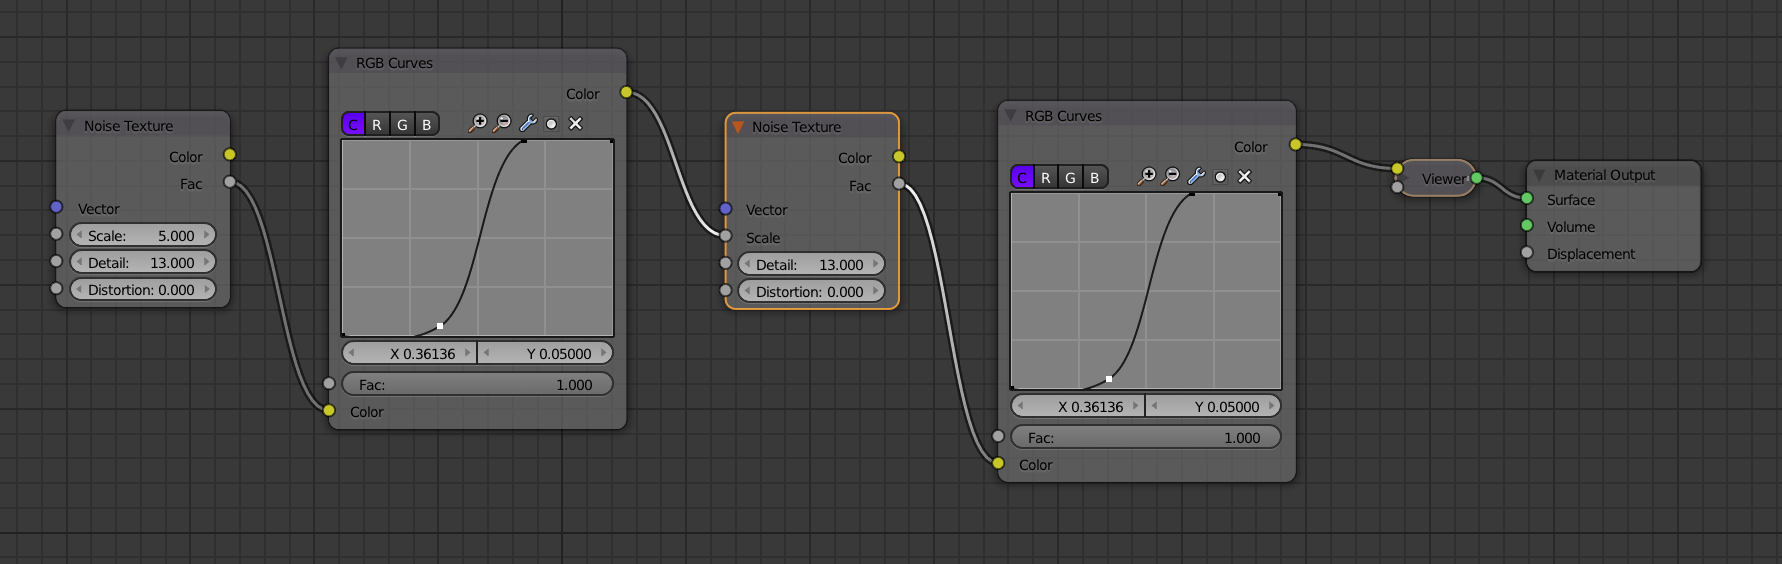 Noise Texture
Color
Fac
Vector
Scale: 5.000
Detail: 13.000
Distortion: 0.000
RGB Curves
Color
C R G B
X 0.36136 Y 0.05000
Fac: 1.000
Color
Noise Texture
Color
Fac
Vector
Scale
Detail: 13.000
Distortion: 0.000
RGB Curves
Color
C R G B
X 0.36136 Y 0.05000
Fac: 1.000
Color
Viewer
Material Output
Surface
Volume
Displacement